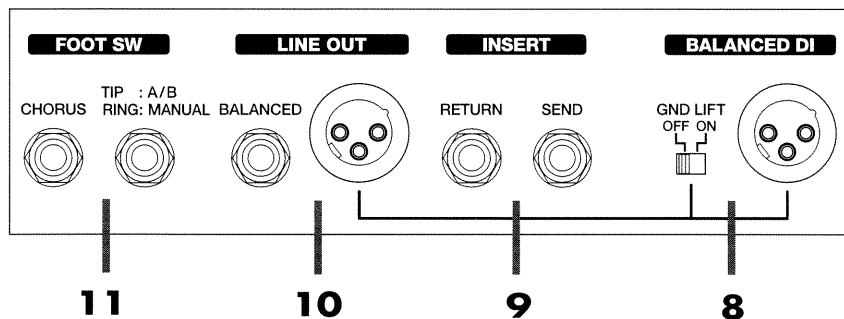 FOOT SW
LINE OUT
INSERT
BALANCED DI
TIP : A/B
CHORUS
RING: MANUAL
BALANCED
RETURN
SEND
GND LIFT
OFF ON
11
10
9
8